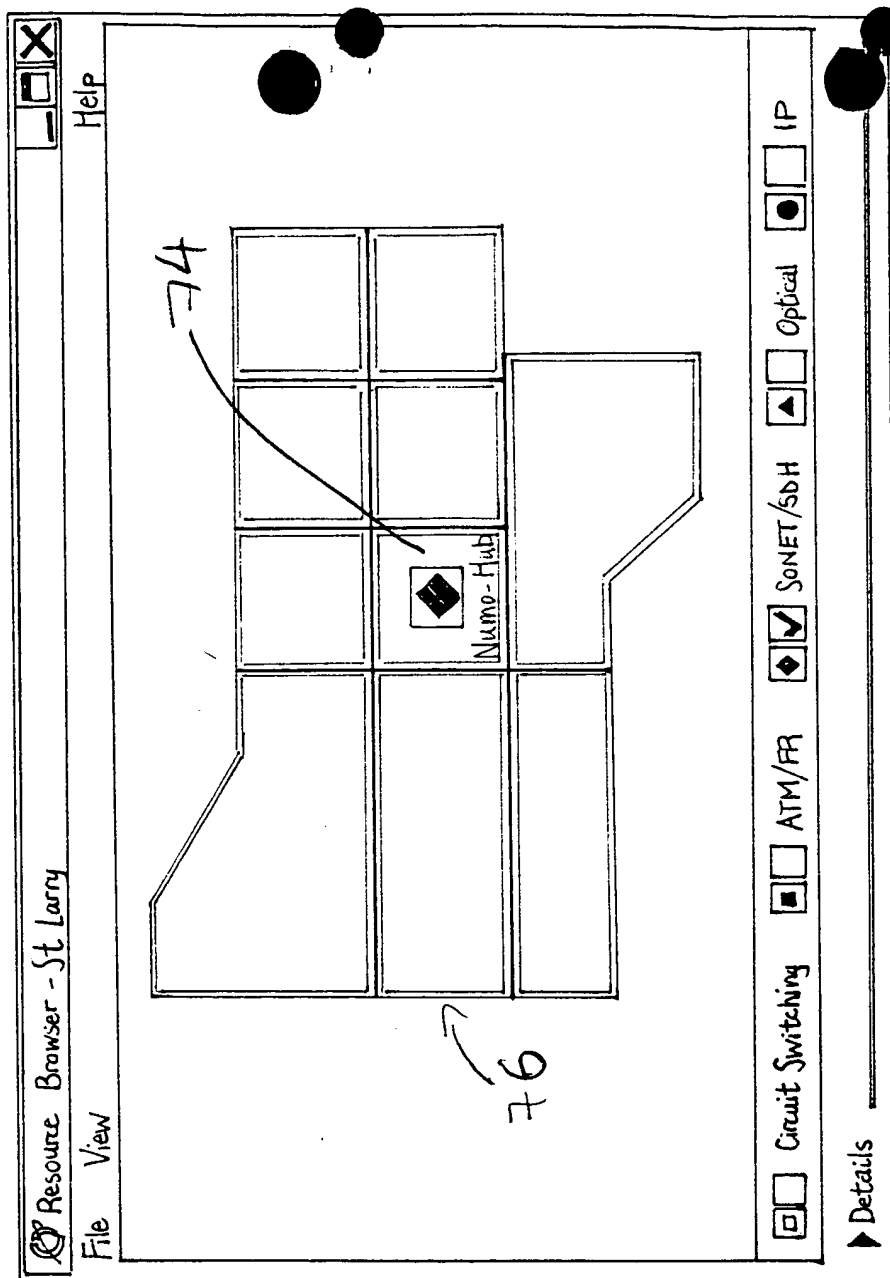 Resource Browser - St Larry
File View Help
74
Numo-Hub
76
Circuit Switching ATM/FR SONET/SDH Optical IP
Details